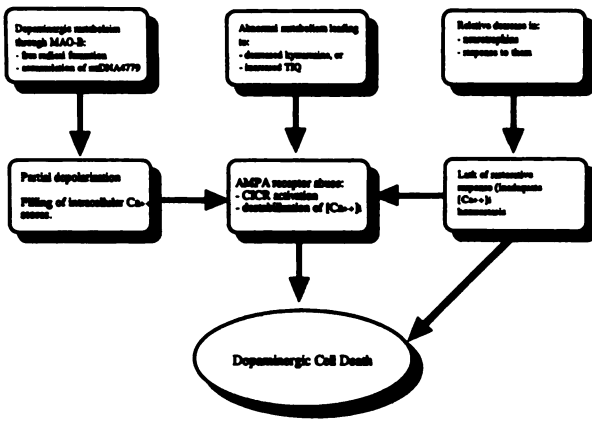 Dopaminergic metabolism
through MAO-B:
- free radical formation
- accumulation of mtDNA4779
Abnormal metabolism leading
to:
- decreased kynurenine, or
- increased TIQ
Relative decrease in:
- neurotrophins
- response to them
Partial depolarisation
Filling of intracellular Ca++
stores.
AMPA receptor abuse:
- CICR activation
- destabilization of [Ca++]i
Lack of restorative
response (Inadequate
[Ca++]i
homeostasis
Dopaminergic Cell Death